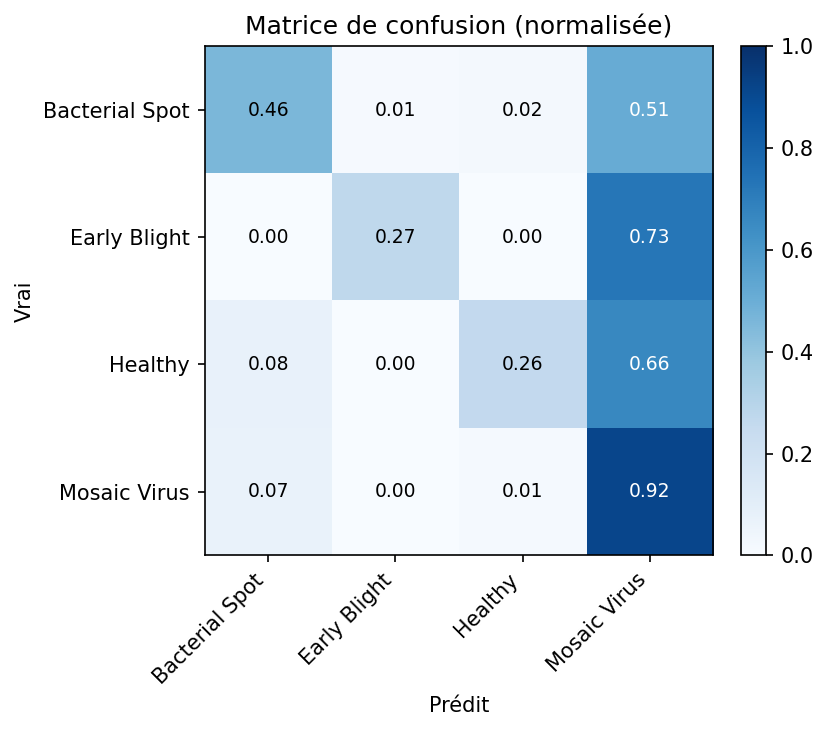 Matrice de confusion (normalisée)
Vrai
Bacterial Spot 0.46 0.01 0.02 0.51
Early Blight 0.00 0.27 0.00 0.73
Healthy 0.08 0.00 0.26 0.66
Mosaic Virus 0.07 0.00 0.01 0.92
Bacterial Spot Early Blight Healthy Mosaic Virus
Prédit
1.0
0.8
0.6
0.4
0.2
0.0